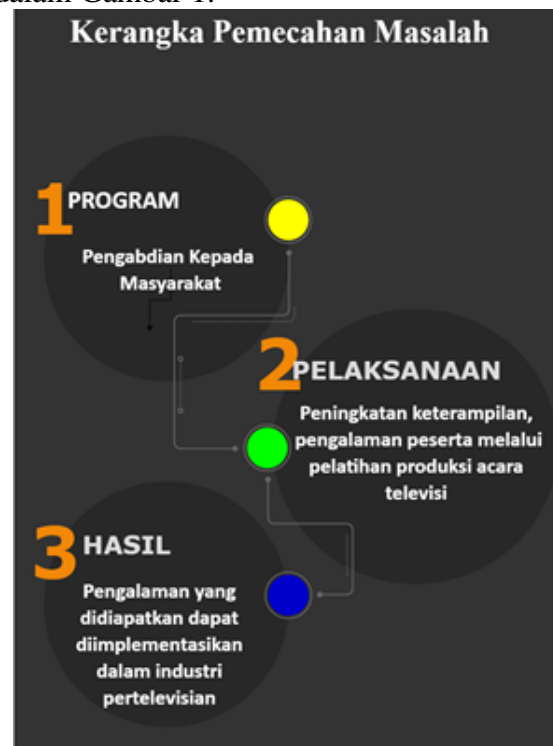 dalam Gambar 1.
Kerangka Pemecahan Masalah
1 PROGRAM
Pengabdian Kepada
Masyarakat
2 PELAKSANAAN
Peningkatan keterampilan,
pengalaman peserta melalui
pelatihan produksi acara
televisi
3 HASIL
Pengalaman yang
didiapatkan dapat
diimplementasikan
dalam industri
pertelevisian